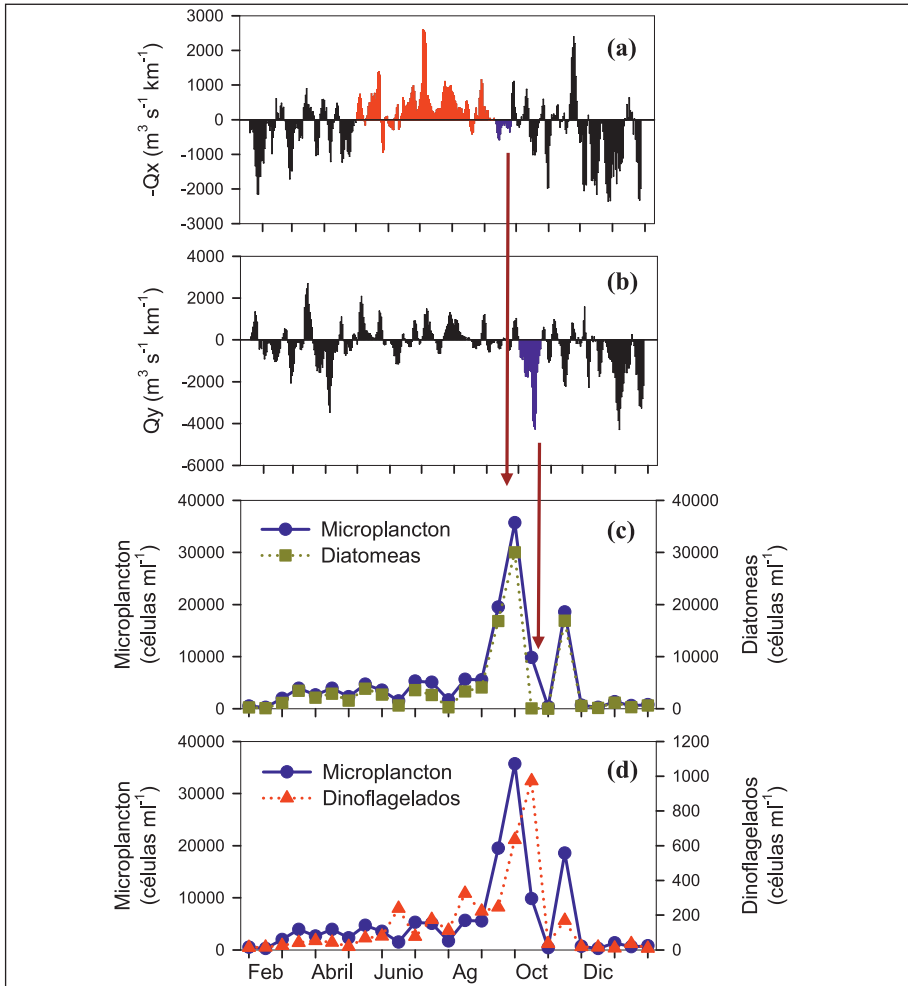 (a)
-Qx (m³ s⁻¹ km⁻¹)
3000
2000
1000
0
-1000
-2000
-3000
(b)
Qy (m³ s⁻¹ km⁻¹)
4000
2000
0
-2000
-4000
-6000
(c)
Microplancton
(células ml⁻¹)
40000
30000
20000
10000
0
Microplancton
Diatomeas
40000
30000
20000
10000
0
Diatomeas
(células ml⁻¹)
(d)
Microplancton
(células ml⁻¹)
40000
30000
20000
10000
0
Microplancton
Dinoflagelados
1200
1000
800
600
400
200
0
Dinoflagelados
(células ml⁻¹)
Feb Abril Junio Ag Oct Dic